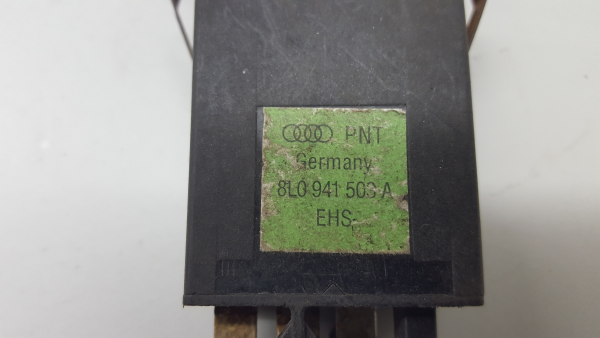 PNT
Germany
8L0 941 503 A
EHS-